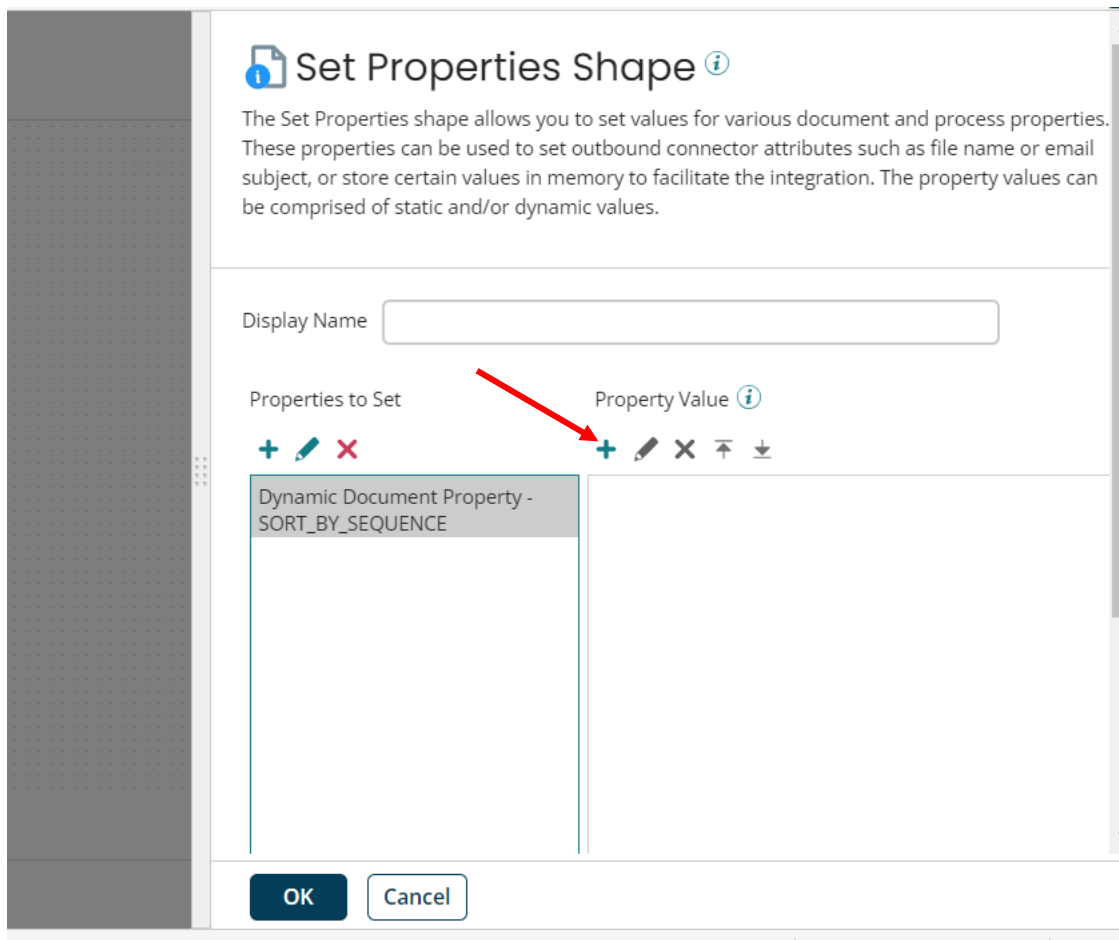 Set Properties Shape
The Set Properties shape allows you to set values for various document and process properties.
These properties can be used to set outbound connector attributes such as file name or email
subject, or store certain values in memory to facilitate the integration. The property values can
be comprised of static and/or dynamic values.
Display Name
Properties to Set
Property Value
Dynamic Document Property -
SORT_BY_SEQUENCE
OK
Cancel